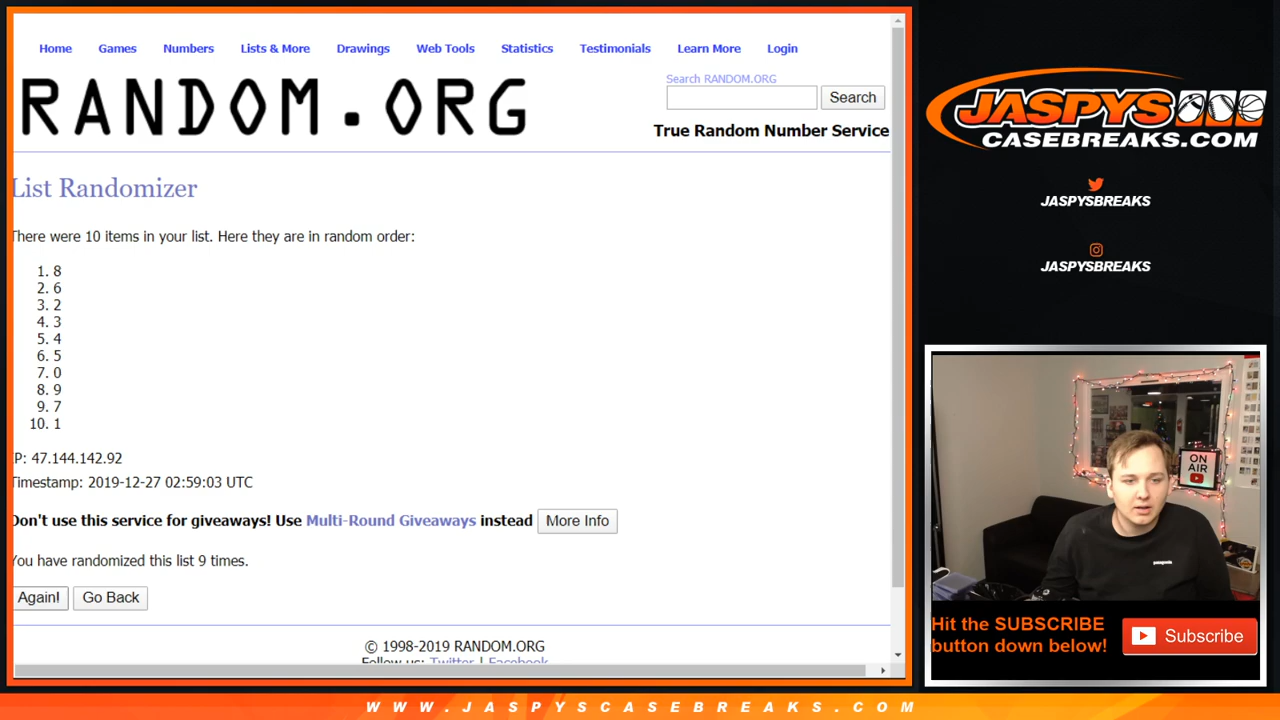 Home Games Numbers Lists & More Drawings Web Tools Statistics Testimonials Learn More Login
RANDOM.ORG
Search RANDOM.ORG
Search
True Random Number Service
List Randomizer
There were 10 items in your list. Here they are in random order:
1. 8
2. 6
3. 2
4. 3
5. 4
6. 5
7. 0
8. 9
9. 7
10. 1
IP: 47.144.142.92
Timestamp: 2019-12-27 02:59:03 UTC
Don't use this service for giveaways! Use Multi-Round Giveaways instead More Info
You have randomized this list 9 times.
Again! Go Back
© 1998-2019 RANDOM.ORG
Follow us: Twitter | Facebook
JASPYS
CASEBREAKS.COM
JASPYSBREAKS
JASPYSBREAKS
ON
AIR
patagonia
Hit the SUBSCRIBE
button down below!
Subscribe
WWW.JASPYSCASEBREAKS.COM